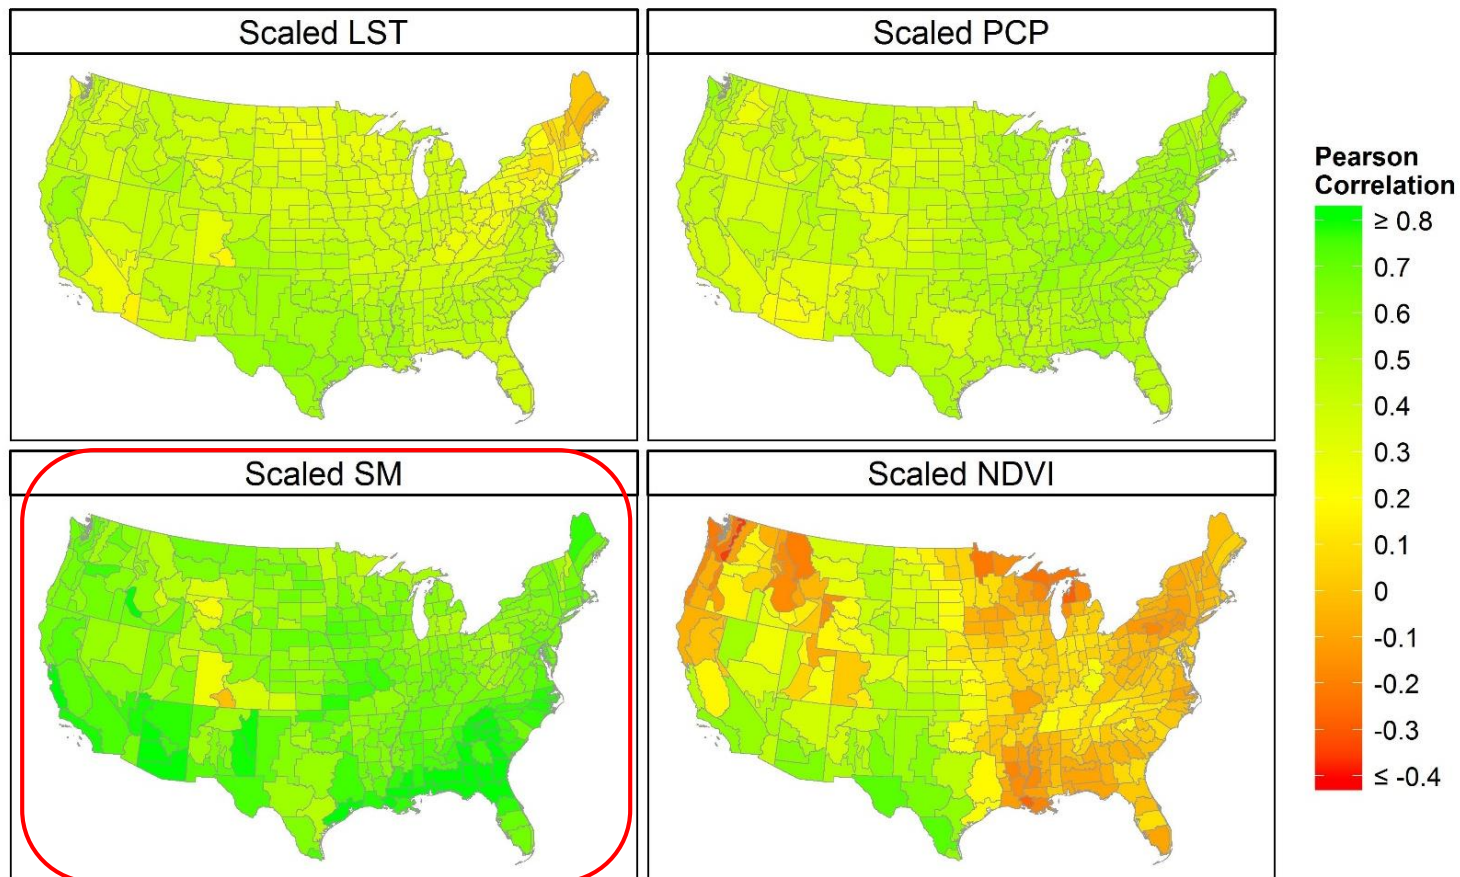 Scaled LST
Scaled PCP
Scaled SM
Scaled NDVI
Pearson
Correlation
≥ 0.8
0.7
0.6
0.5
0.4
0.3
0.2
0.1
0
-0.1
-0.2
-0.3
≤ -0.4